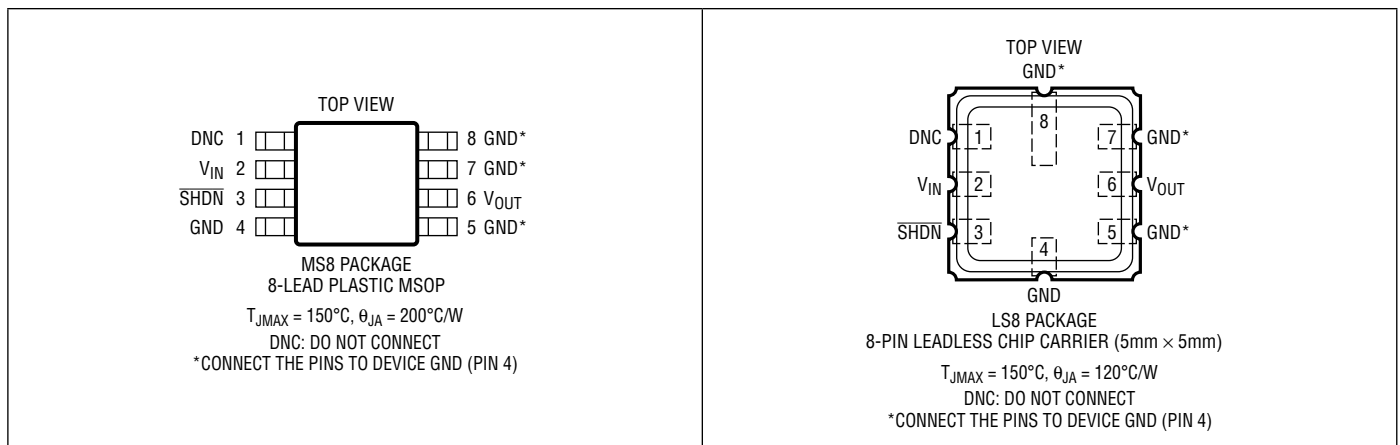 TOP VIEW
DNC 1
V_IN 2
S̅H̅D̅N̅ 3
GND 4
8 GND*
7 GND*
6 V_OUT
5 GND*
MS8 PACKAGE
8-LEAD PLASTIC MSOP
T_JMAX = 150°C, θ_JA = 200°C/W
DNC: DO NOT CONNECT
*CONNECT THE PINS TO DEVICE GND (PIN 4)
TOP VIEW
GND*
8
DNC 1
7 GND*
V_IN 2
6 V_OUT
S̅H̅D̅N̅ 3
5 GND*
4
GND
LS8 PACKAGE
8-PIN LEADLESS CHIP CARRIER (5mm × 5mm)
T_JMAX = 150°C, θ_JA = 120°C/W
DNC: DO NOT CONNECT
*CONNECT THE PINS TO DEVICE GND (PIN 4)